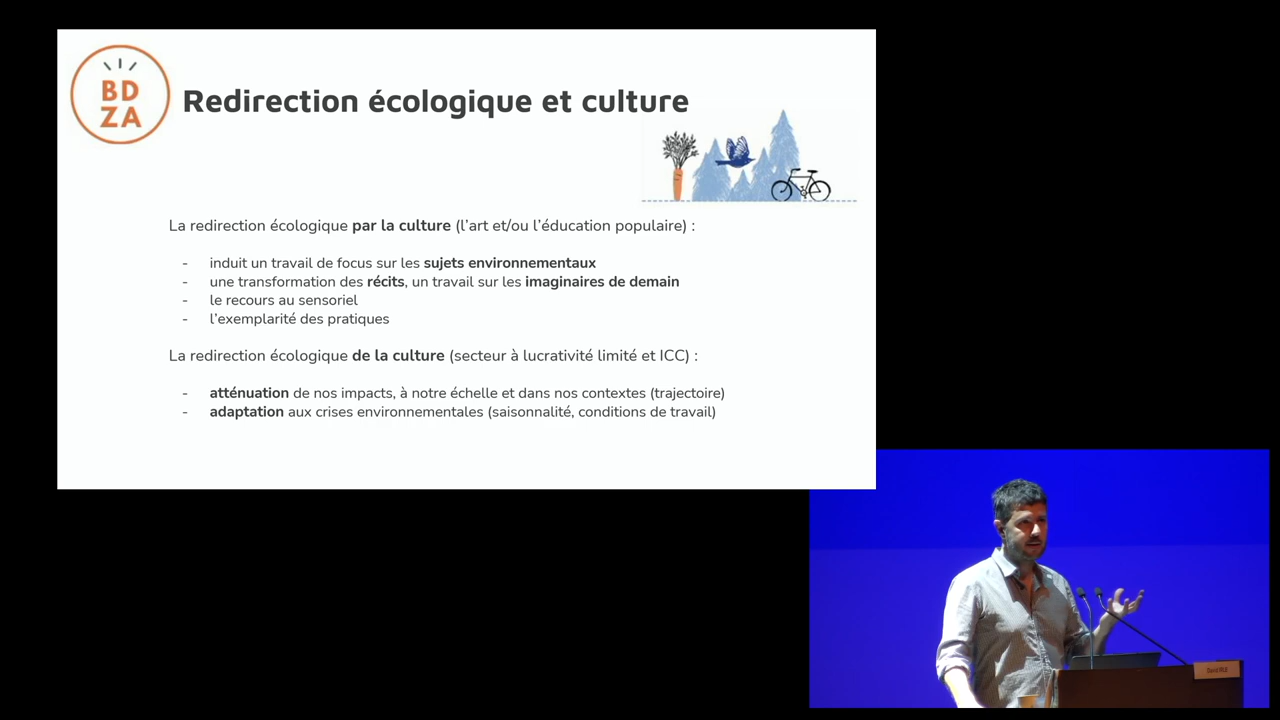 BD
ZA
Redirection écologique et culture
La redirection écologique par la culture (l'art et/ou l'éducation populaire) :
- induit un travail de focus sur les sujets environnementaux
- une transformation des récits, un travail sur les imaginaires de demain
- le recours au sensoriel
- l'exemplarité des pratiques
La redirection écologique de la culture (secteur à lucrativité limité et ICC) :
- atténuation de nos impacts, à notre échelle et dans nos contextes (trajectoire)
- adaptation aux crises environnementales (saisonnalité, conditions de travail)